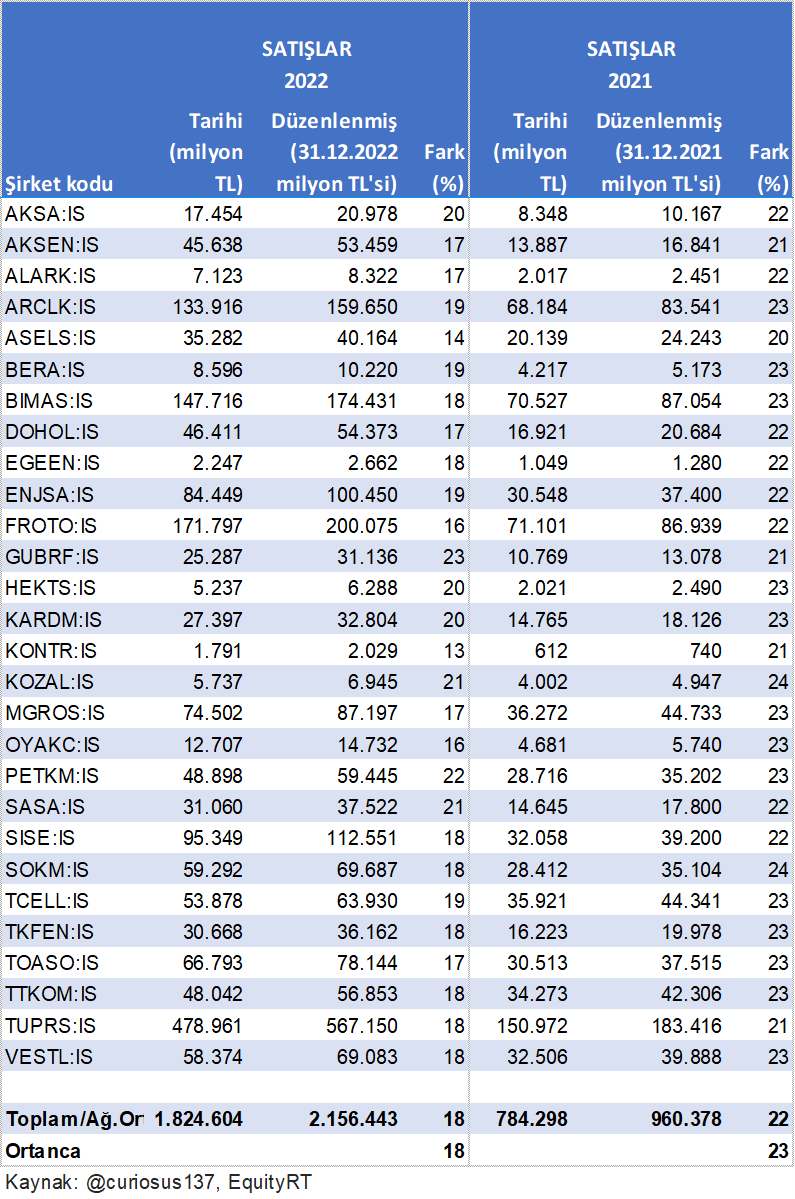 SATIŞLAR SATIŞLAR
2022 2021
Tarihi Düzenlenmiş Tarihi Düzenlenmiş
(milyon (31.12.2022 Fark (milyon (31.12.2021 Fark
Şirket kodu TL) milyon TL'si) (%) TL) milyon TL'si) (%)
AKSA:IS 17.454 20.978 20 8.348 10.167 22
AKSEN:IS 45.638 53.459 17 13.887 16.841 21
ALARK:IS 7.123 8.322 17 2.017 2.451 22
ARCLK:IS 133.916 159.650 19 68.184 83.541 23
ASELS:IS 35.282 40.164 14 20.139 24.243 20
BERA:IS 8.596 10.220 19 4.217 5.173 23
BIMAS:IS 147.716 174.431 18 70.527 87.054 23
DOHOL:IS 46.411 54.373 17 16.921 20.684 22
EGEEN:IS 2.247 2.662 18 1.049 1.280 22
ENJSA:IS 84.449 100.450 19 30.548 37.400 22
FROTO:IS 171.797 200.075 16 71.101 86.939 22
GUBRF:IS 25.287 31.136 23 10.769 13.078 21
HEKTS:IS 5.237 6.288 20 2.021 2.490 23
KARDM:IS 27.397 32.804 20 14.765 18.126 23
KONTR:IS 1.791 2.029 13 612 740 21
KOZAL:IS 5.737 6.945 21 4.002 4.947 24
MGROS:IS 74.502 87.197 17 36.272 44.733 23
OYAKC:IS 12.707 14.732 16 4.681 5.740 23
PETKM:IS 48.898 59.445 22 28.716 35.202 23
SASA:IS 31.060 37.522 21 14.645 17.800 22
SISE:IS 95.349 112.551 18 32.058 39.200 22
SOKM:IS 59.292 69.687 18 28.412 35.104 24
TCELL:IS 53.878 63.930 19 35.921 44.341 23
TKFEN:IS 30.668 36.162 18 16.223 19.978 23
TOASO:IS 66.793 78.144 17 30.513 37.515 23
TTKOM:IS 48.042 56.853 18 34.273 42.306 23
TUPRS:IS 478.961 567.150 18 150.972 183.416 21
VESTL:IS 58.374 69.083 18 32.506 39.888 23
Toplam/Ağ.Ort 1.824.604 2.156.443 18 784.298 960.378 22
Ortanca 18 23
Kaynak: @curiosus137, EquityRT